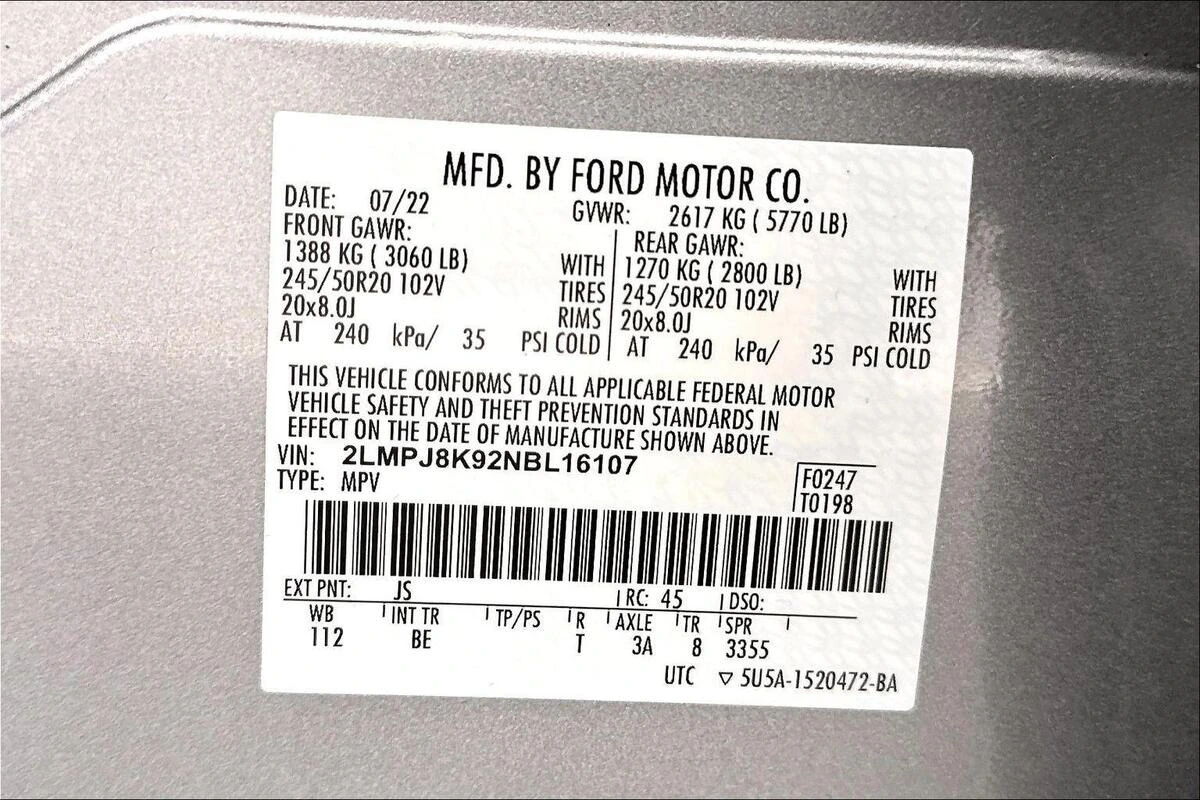 MFD. BY FORD MOTOR CO.
DATE: 07/22 GVWR: 2617 KG ( 5770 LB)
FRONT GAWR: REAR GAWR:
1388 KG ( 3060 LB) WITH 1270 KG ( 2800 LB) WITH
245/50R20 102V TIRES 245/50R20 102V TIRES
20x8.0J RIMS 20x8.0J RIMS
AT 240 kPa/ 35 PSI COLD AT 240 kPa/ 35 PSI COLD
THIS VEHICLE CONFORMS TO ALL APPLICABLE FEDERAL MOTOR
VEHICLE SAFETY AND THEFT PREVENTION STANDARDS IN
EFFECT ON THE DATE OF MANUFACTURE SHOWN ABOVE.
VIN: 2LMPJ8K92NBL16107
TYPE: MPV
F0247
T0198
EXT PNT: JS RC: 45 DSO:
WB INT TR TP/PS R AXLE TR SPR
112 BE T 3A 8 3355
UTC ▽ 5U5A-1520472-BA